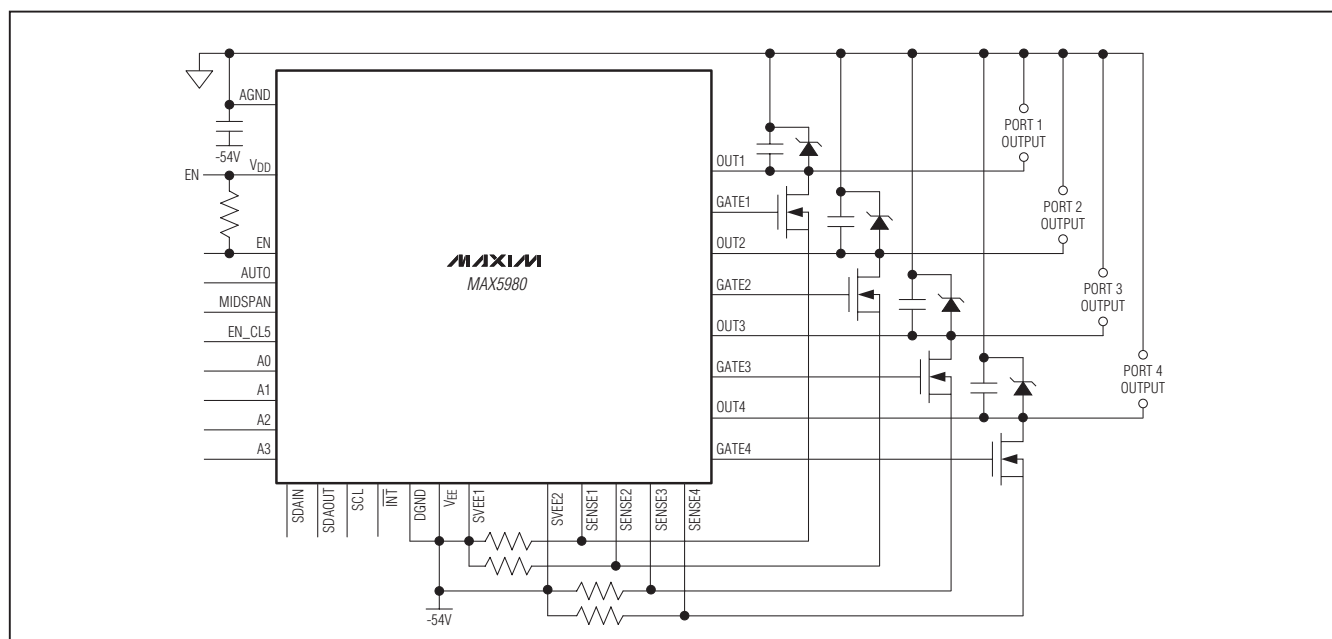 AGND
-54V
VDD
EN
EN
AUTO
MIDSPAN
EN_CL5
A0
A1
A2
A3
MAXIM
MAX5980
OUT1
GATE1
OUT2
GATE2
OUT3
GATE3
OUT4
GATE4
PORT 1
OUTPUT
PORT 2
OUTPUT
PORT 3
OUTPUT
PORT 4
OUTPUT
SDAIN
SDAOUT
SCL
INT
DGND
VEE
SVEE1
SVEE2
SENSE1
SENSE2
SENSE3
SENSE4
-54V